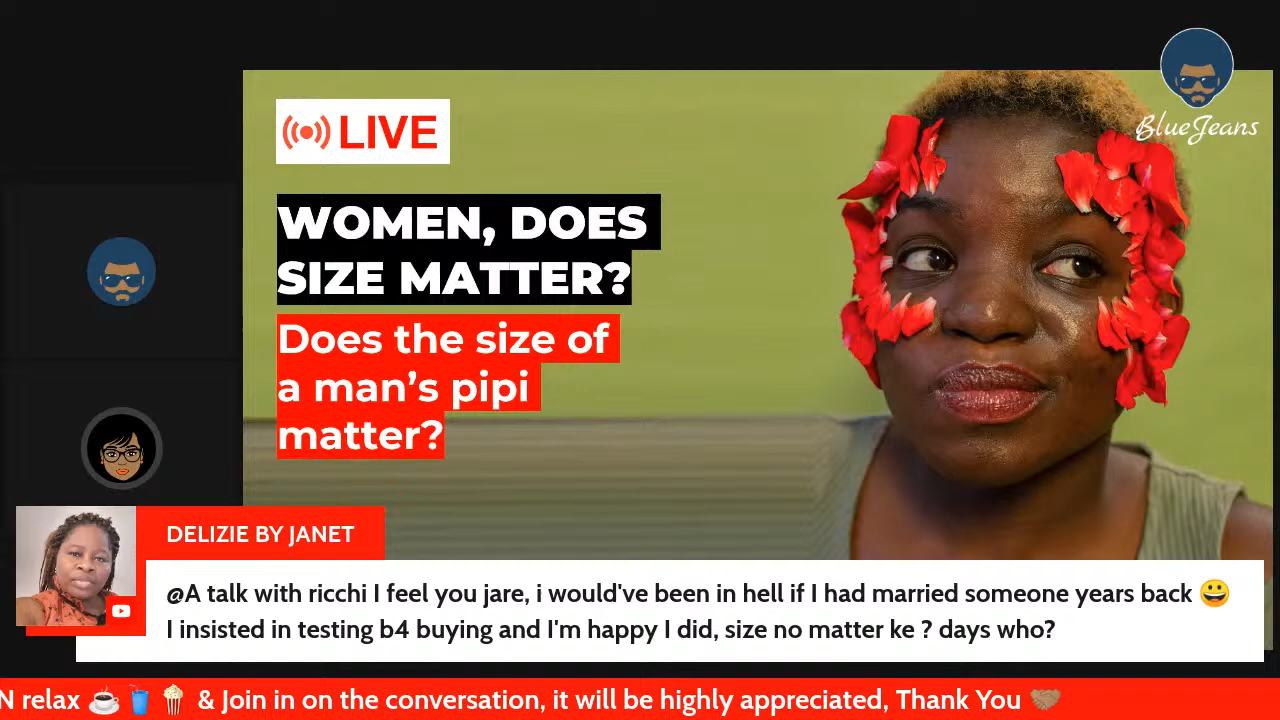 BlueJeans
LIVE
WOMEN, DOES
SIZE MATTER?
Does the size of
a man's pipi
matter?
DELIZIE BY JANET
@A talk with ricchi I feel you jare, i would've been in hell if I had married someone years back 😀
I insisted in testing b4 buying and I'm happy I did, size no matter ke ? days who?
N relax ☕ 🥤 🍿 & Join in on the conversation, it will be highly appreciated, Thank You 🤝🏽